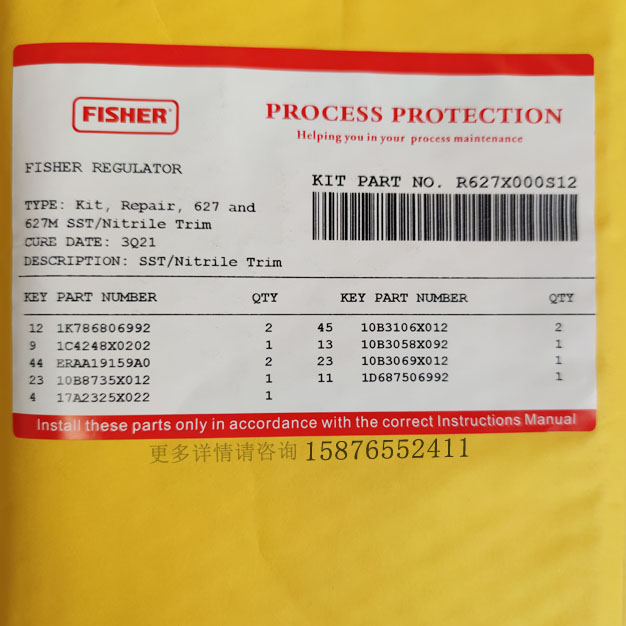 FISHER
PROCESS PROTECTION
Helping you in your process maintenance
FISHER REGULATOR
KIT PART NO. R627X000S12
TYPE: Kit, Repair, 627 and
627M SST/Nitrile Trim
CURE DATE: 3Q21
DESCRIPTION: SST/Nitrile Trim
KEY PART NUMBER QTY KEY PART NUMBER QTY
12 1K786806992 2 45 10B3106X012 2
9 1C4248X0202 1 13 10B3058X092 1
44 ERAA19159A0 2 23 10B3069X012 1
23 10B8735X012 1 11 1D687506992 1
4 17A2325X022 1
Install these parts only in accordance with the correct Instructions Manual
更多详情请咨询 15876552411